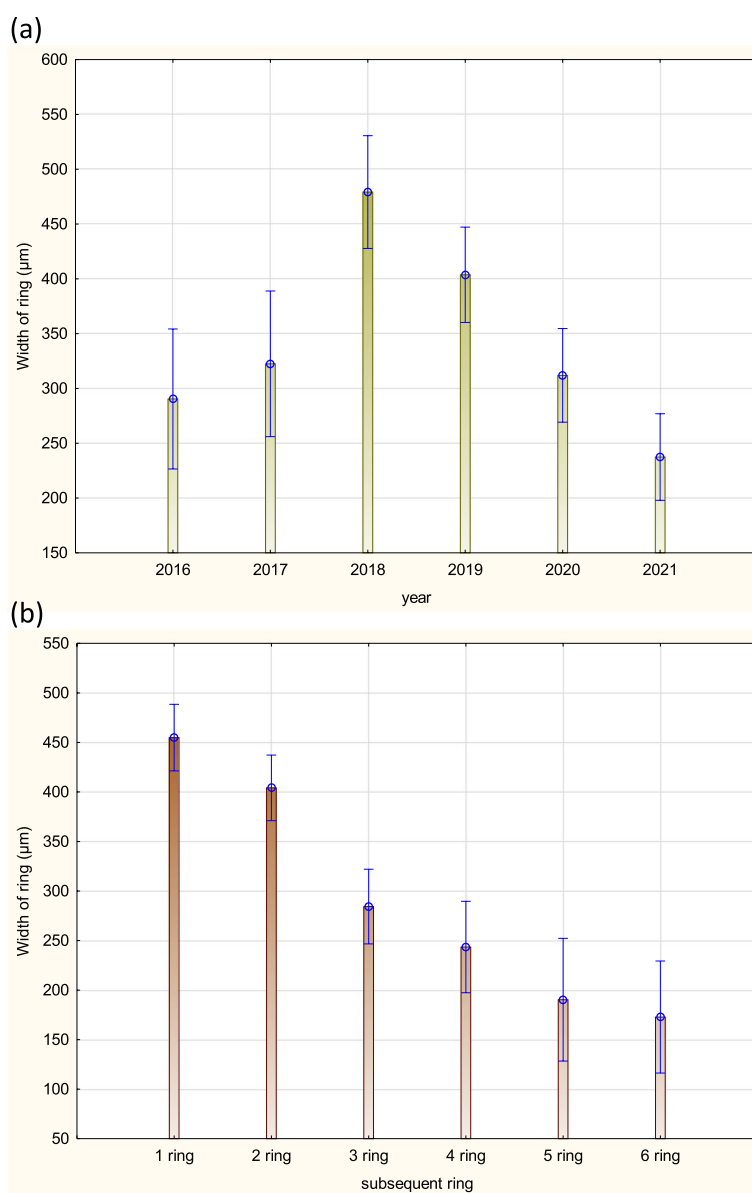 (a)
600
550
500
450
400
350
300
250
200
150
Width of ring (µm)
2016 2017 2018 2019 2020 2021
year
(b)
550
500
450
400
350
300
250
200
150
100
50
Width of ring (µm)
1 ring 2 ring 3 ring 4 ring 5 ring 6 ring
subsequent ring